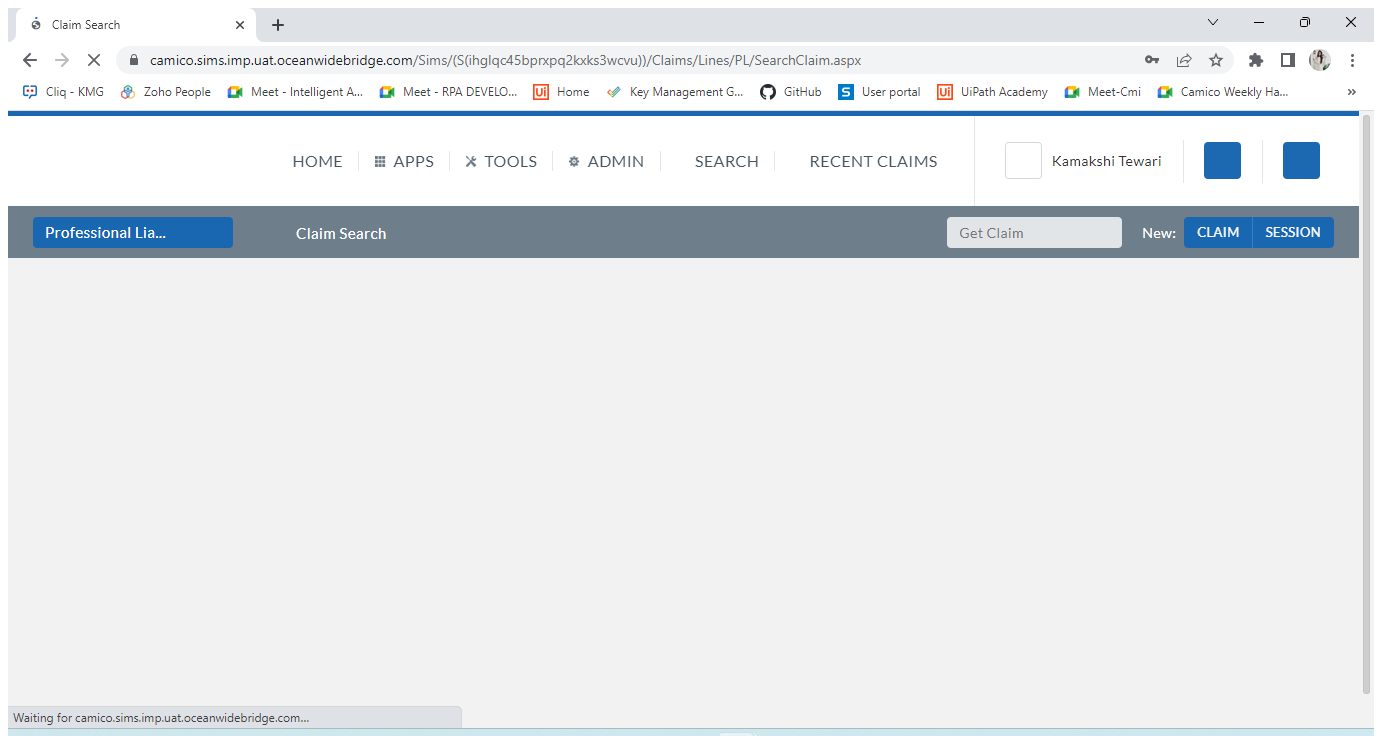 Claim Search
camico.sims.imp.uat.oceanwidebridge.com/Sims/(S(ihglqc45bprxpq2kxks3wcvu))/Claims/Lines/PL/SearchClaim.aspx
Cliq - KMG Zoho People Meet - Intelligent A... Meet - RPA DEVELO... Ui Home Key Management G... GitHub S User portal Ui UiPath Academy Meet-Cmi Camico Weekly Ha... »
HOME APPS TOOLS ADMIN SEARCH RECENT CLAIMS Kamakshi Tewari
Professional Lia... Claim Search Get Claim New: CLAIM SESSION
Waiting for camico.sims.imp.uat.oceanwidebridge.com...